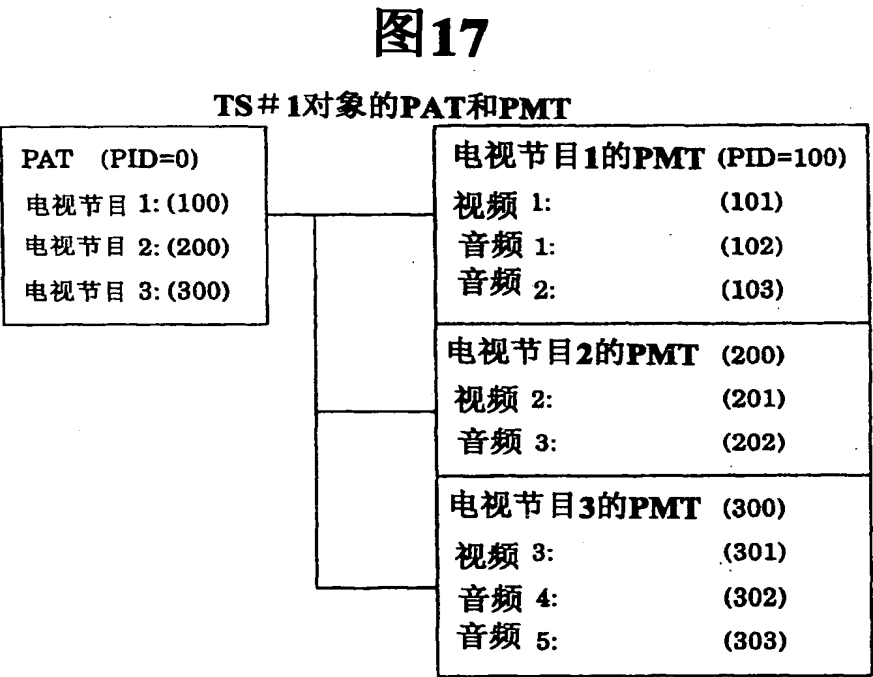 图17
TS#1对象的PAT和PMT
PAT (PID=0)
电视节目 1: (100)
电视节目 2: (200)
电视节目 3: (300)
电视节目1的PMT (PID=100)
视频 1: (101)
音频 1: (102)
音频 2: (103)
电视节目2的PMT (200)
视频 2: (201)
音频 3: (202)
电视节目3的PMT (300)
视频 3: (301)
音频 4: (302)
音频 5: (303)